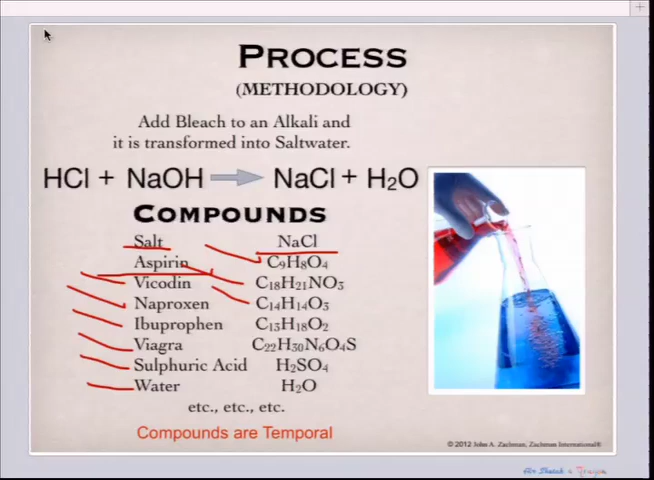 PROCESS
(METHODOLOGY)
Add Bleach to an Alkali and
it is transformed into Saltwater.
HCl + NaOH → NaCl + H₂O
COMPOUNDS
Salt NaCl
Aspirin C₉H₈O₄
Vicodin C₁₈H₂₁NO₃
Naproxen C₁₄H₁₄O₃
Ibuprophen C₁₃H₁₈O₂
Viagra C₂₂H₃₀N₆O₄S
Sulphuric Acid H₂SO₄
Water H₂O
etc., etc., etc.
Compounds are Temporal
© 2012 John A. Zachman, Zachman International®